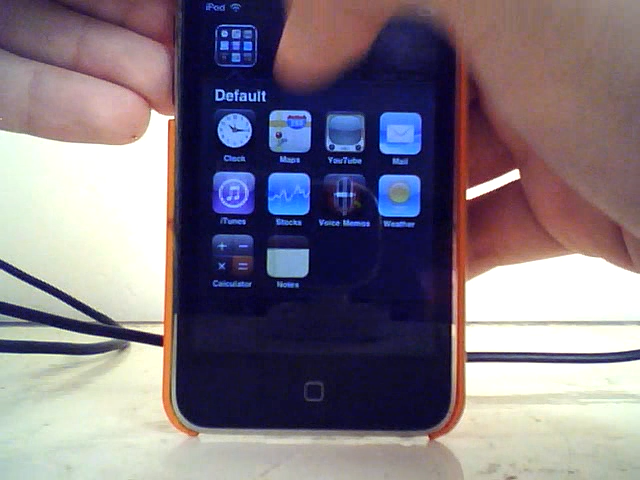 iPod
Default
Clock Maps YouTube Mail
iTunes Stocks Voice Memos Weather
Calculator Notes